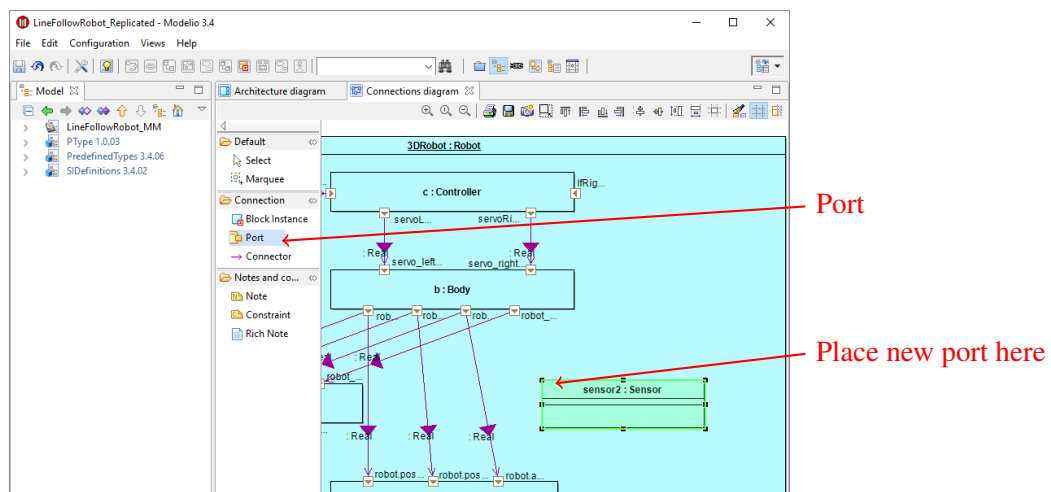 LineFollowRobot_Replicated - Modelio 3.4
File Edit Configuration Views Help
Model
Architecture diagram
Connections diagram
LineFollowRobot_MM
PType 1.0.03
PredefinedTypes 3.4.06
SIDefinitions 3.4.02
Default
Select
Marquee
Connection
Block Instance
Port
Connector
Notes and co...
Note
Constraint
Rich Note
3DRobot : Robot
c : Controller
lfRig...
servoL...
servoRi...
: Real
: Real
servo_left...
servo_right...
b : Body
rob...
rob...
rob...
robot_...
: Real
robot_...
sensor2 : Sensor
: Real
: Real
: Real
robot.pos...
robot.pos...
robot.a...
Port
Place new port here